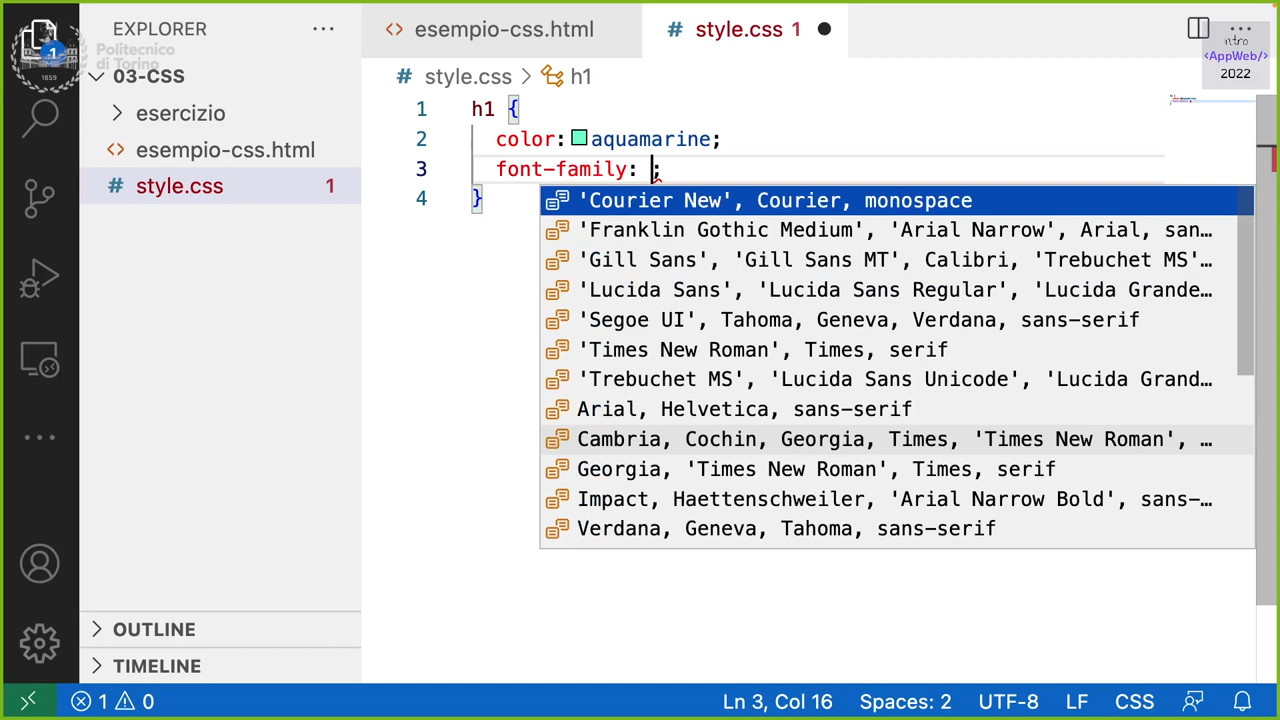 EXPLORER
esempio-css.html
style.css 1
Politecnico
di Torino
1859
1
ntro
<AppWeb/>
2022
03-CSS
esercizio
esempio-css.html
style.css 1
# style.css > h1
1 h1 {
2 color: aquamarine;
3 font-family: ;
4 }
'Courier New', Courier, monospace
'Franklin Gothic Medium', 'Arial Narrow', Arial, san…
'Gill Sans', 'Gill Sans MT', Calibri, 'Trebuchet MS'…
'Lucida Sans', 'Lucida Sans Regular', 'Lucida Grande…
'Segoe UI', Tahoma, Geneva, Verdana, sans-serif
'Times New Roman', Times, serif
'Trebuchet MS', 'Lucida Sans Unicode', 'Lucida Grand…
Arial, Helvetica, sans-serif
Cambria, Cochin, Georgia, Times, 'Times New Roman', …
Georgia, 'Times New Roman', Times, serif
Impact, Haettenschweiler, 'Arial Narrow Bold', sans-…
Verdana, Geneva, Tahoma, sans-serif
OUTLINE
TIMELINE
1 0 Ln 3, Col 16 Spaces: 2 UTF-8 LF CSS